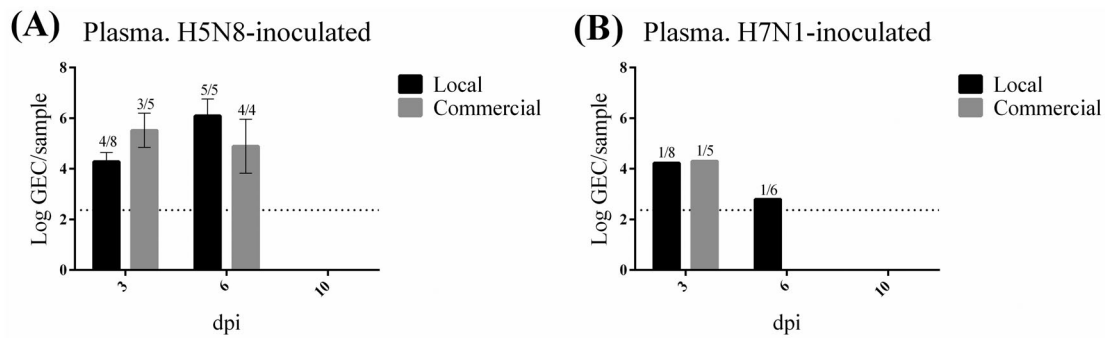 (A) Plasma. H5N8-inoculated
Log GEC/sample
8
6
4
2
0
4/8
3/5
5/5
4/4
3
6
10
dpi
Local
Commercial
(B) Plasma. H7N1-inoculated
Log GEC/sample
8
6
4
2
0
1/8
1/5
1/6
3
6
10
dpi
Local
Commercial